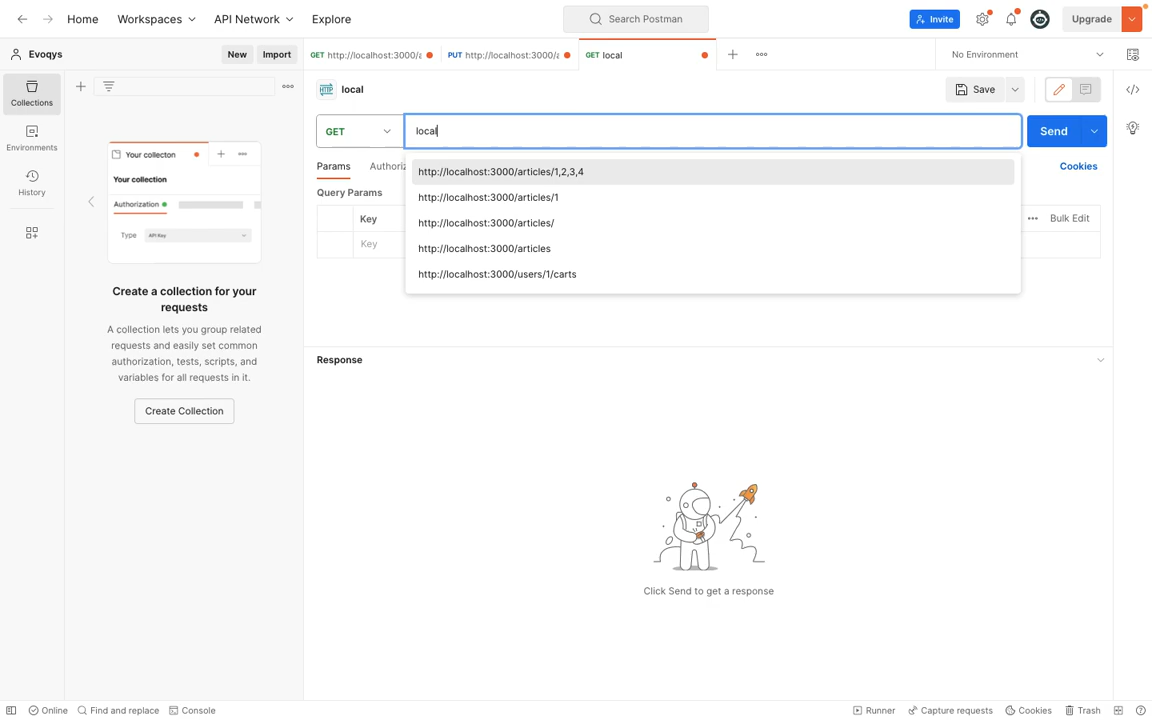 Home Workspaces API Network Explore Search Postman Invite Upgrade
Evoqys New Import GET http://localhost:3000/a PUT http://localhost:3000/a GET local No Environment
Collections
Environments
History
Your collecton
Your collection
Authorization
Type API Key
Create a collection for your
requests
A collection lets you group related
requests and easily set common
authorization, tests, scripts, and
variables for all requests in it.
Create Collection
HTTP local Save
GET local Send
Params Authoriz Cookies
Query Params
Key Bulk Edit
Key
http://localhost:3000/articles/1,2,3,4
http://localhost:3000/articles/1
http://localhost:3000/articles/
http://localhost:3000/articles
http://localhost:3000/users/1/carts
Response
Click Send to get a response
Online Find and replace Console Runner Capture requests Cookies Trash